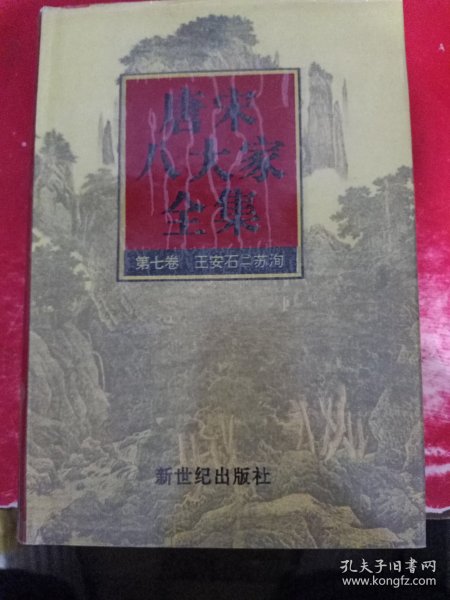 唐宋
八大家
全集
第七卷 王安石二 苏洵
新世纪出版社
孔夫子旧书网
www.kongfz.com